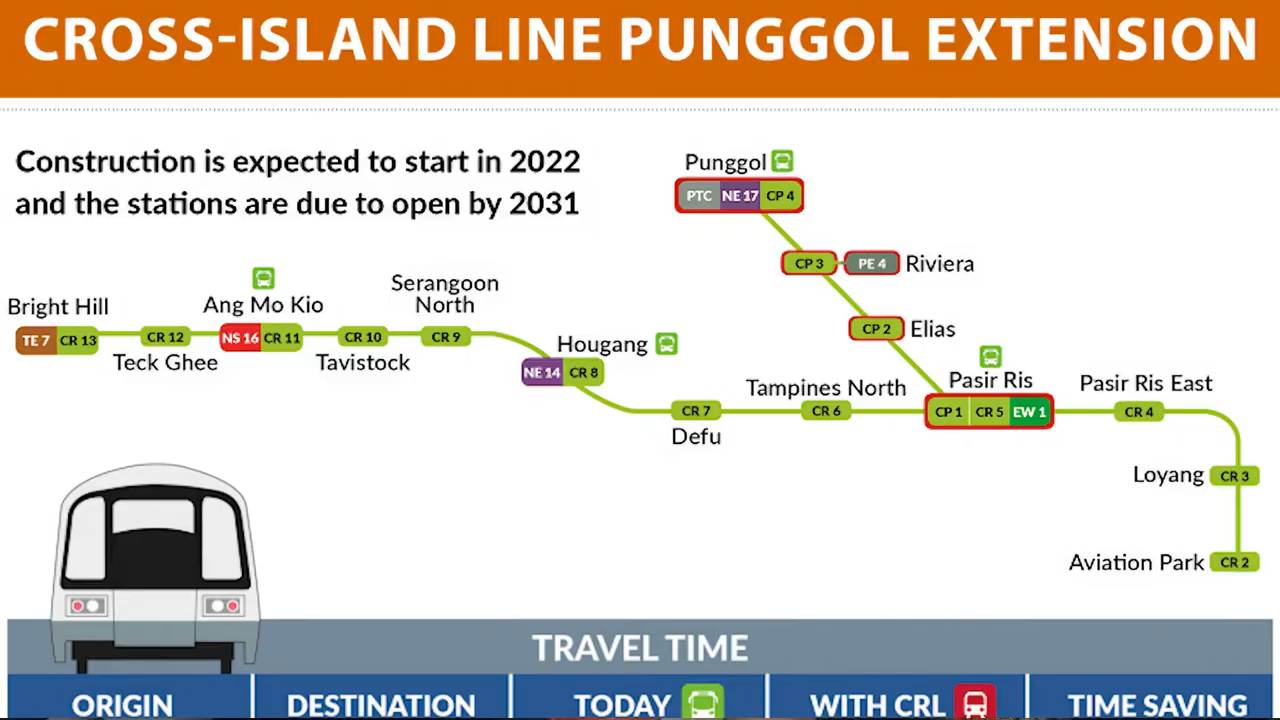 CROSS-ISLAND LINE PUNGGOL EXTENSION
Construction is expected to start in 2022
and the stations are due to open by 2031
Punggol
PTC NE 17 CP 4
CP 3 PE 4 Riviera
CP 2 Elias
Bright Hill
TE 7 CR 13
CR 12
Teck Ghee
Ang Mo Kio
NS 16 CR 11
CR 10
Tavistock
Serangoon
North
CR 9
Hougang
NE 14 CR 8
CR 7
Defu
Tampines North
CR 6
Pasir Ris
CP 1 CR 5 EW 1
Pasir Ris East
CR 4
Loyang CR 3
Aviation Park CR 2
TRAVEL TIME
ORIGIN DESTINATION TODAY WITH CRL TIME SAVING